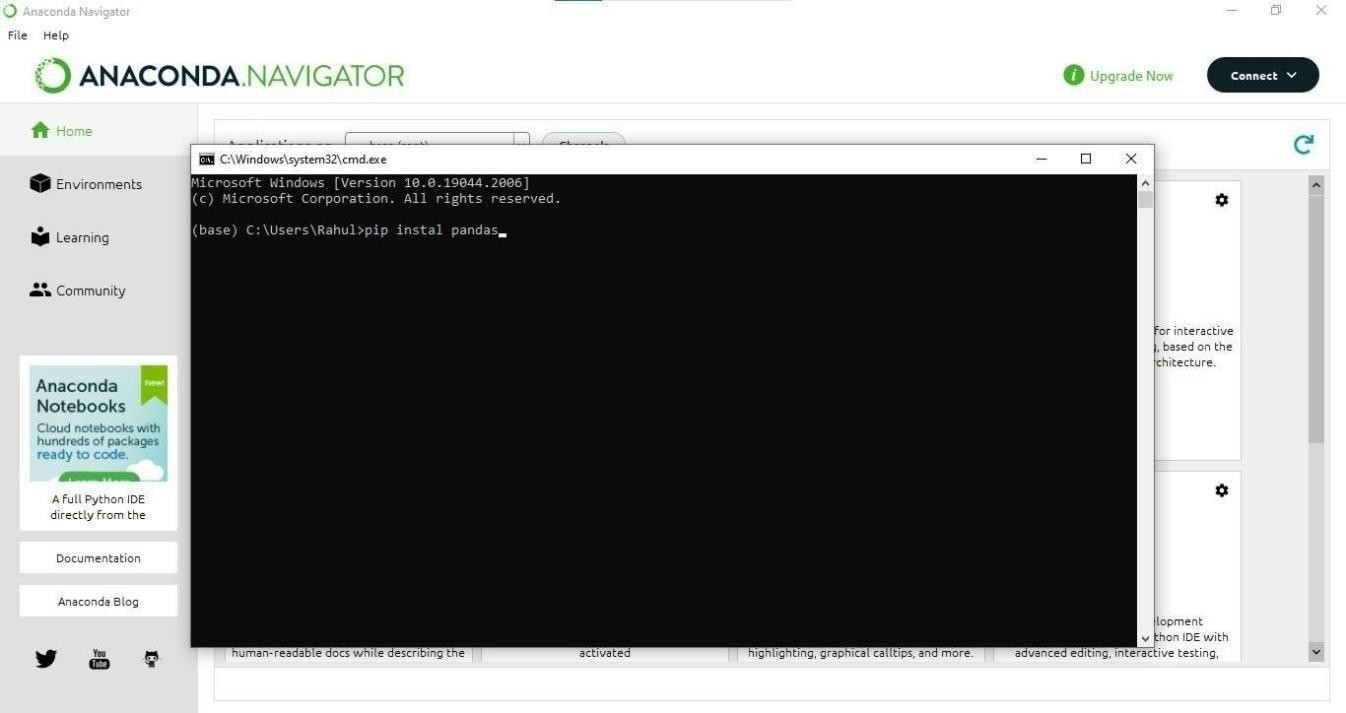 Anaconda Navigator
File Help
ANACONDA.NAVIGATOR
i Upgrade Now
Connect
Home
Environments
Learning
Community
Anaconda
Notebooks
New!
Cloud notebooks with
hundreds of packages
ready to code.
A full Python IDE
directly from the
Documentation
Anaconda Blog
You
Tube
C:\Windows\system32\cmd.exe
Microsoft Windows [Version 10.0.19044.2006]
(c) Microsoft Corporation. All rights reserved.
(base) C:\Users\Rahul>pip instal pandas
for interactive
based on the
human-readable docs while describing the
activated
highlighting, graphical calltips, and more.
IDE with
advanced editing, interactive testing,